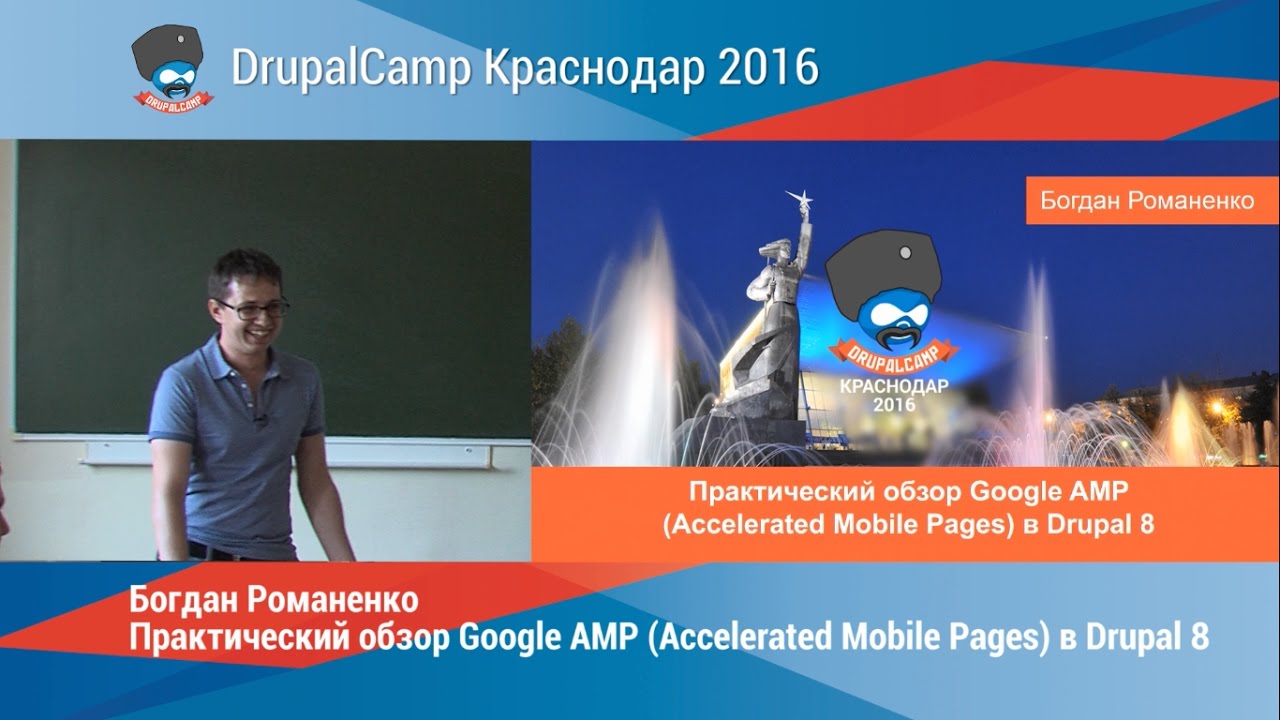 DRUPALCAMP
DrupalCamp Краснодар 2016
Богдан Романенко
DRUPALCAMP
КРАСНОДАР
2016
Практический обзор Google AMP
(Accelerated Mobile Pages) в Drupal 8
Богдан Романенко
Практический обзор Google AMP (Accelerated Mobile Pages) в Drupal 8